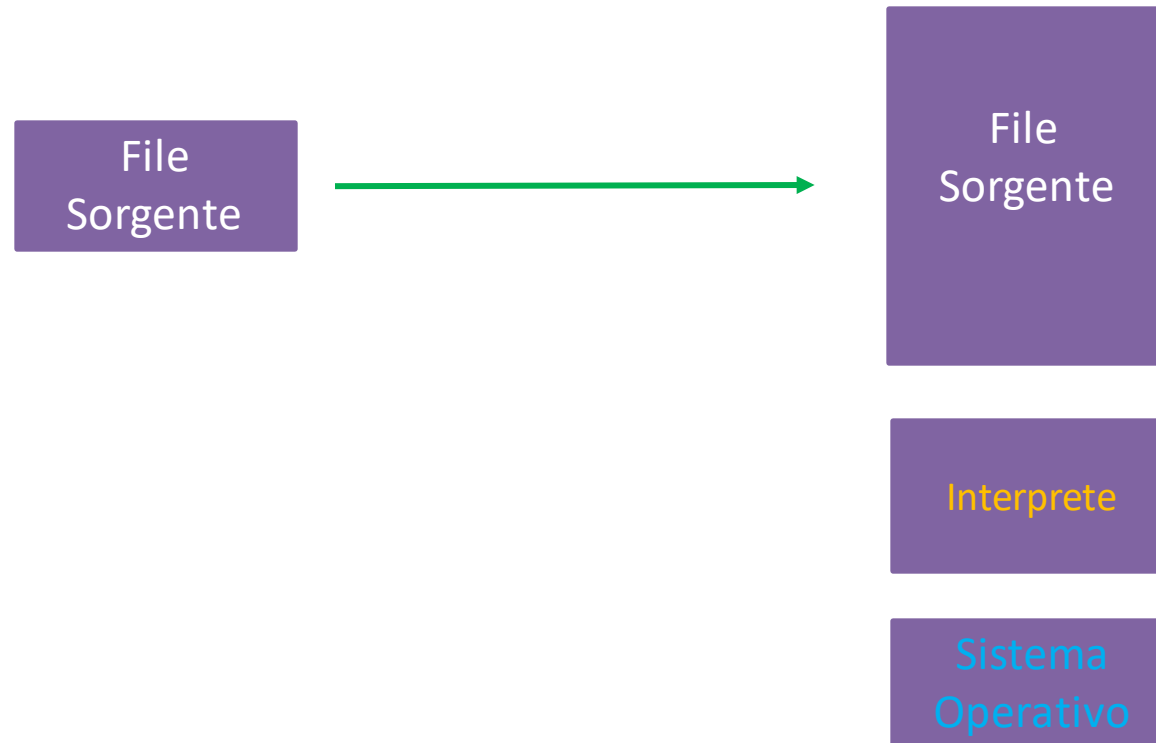 File
Sorgente
File
Sorgente
Interprete
Sistema
Operativo